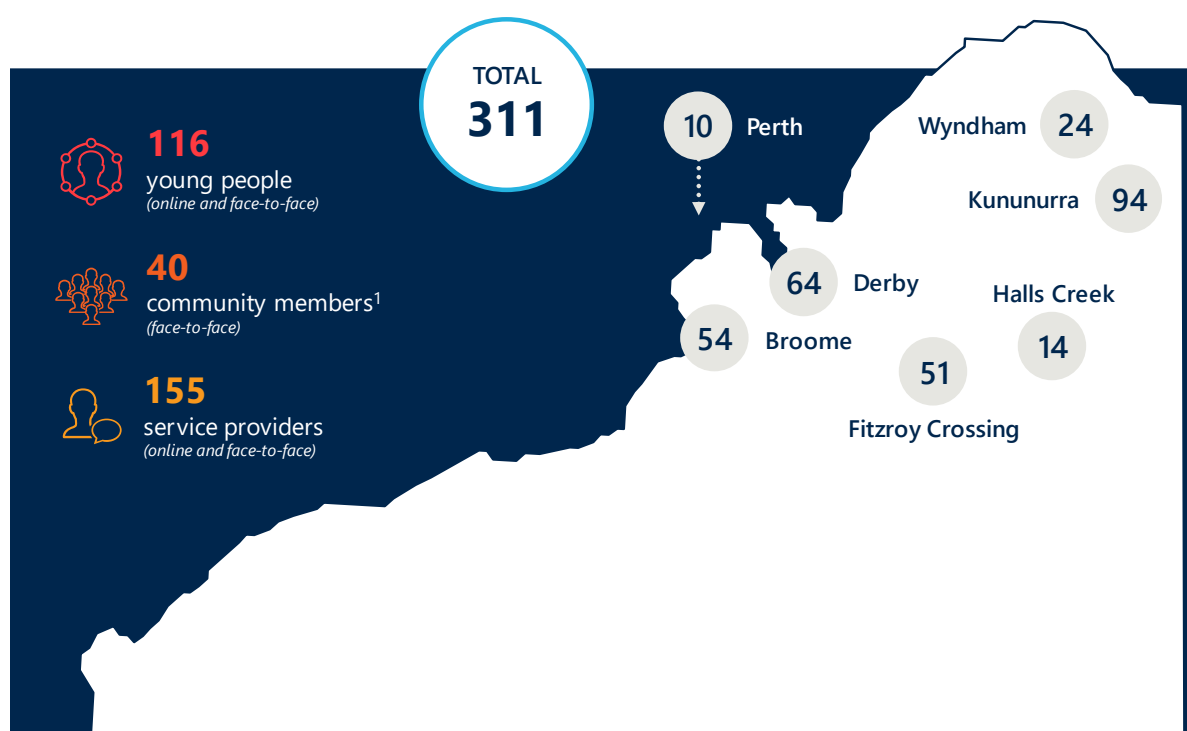 TOTAL
311
116
young people
(online and face-to-face)
40
community members¹
(face-to-face)
155
service providers
(online and face-to-face)
10
Perth
Wyndham
24
Kununurra
94
64
Derby
Halls Creek
14
54
Broome
51
Fitzroy Crossing